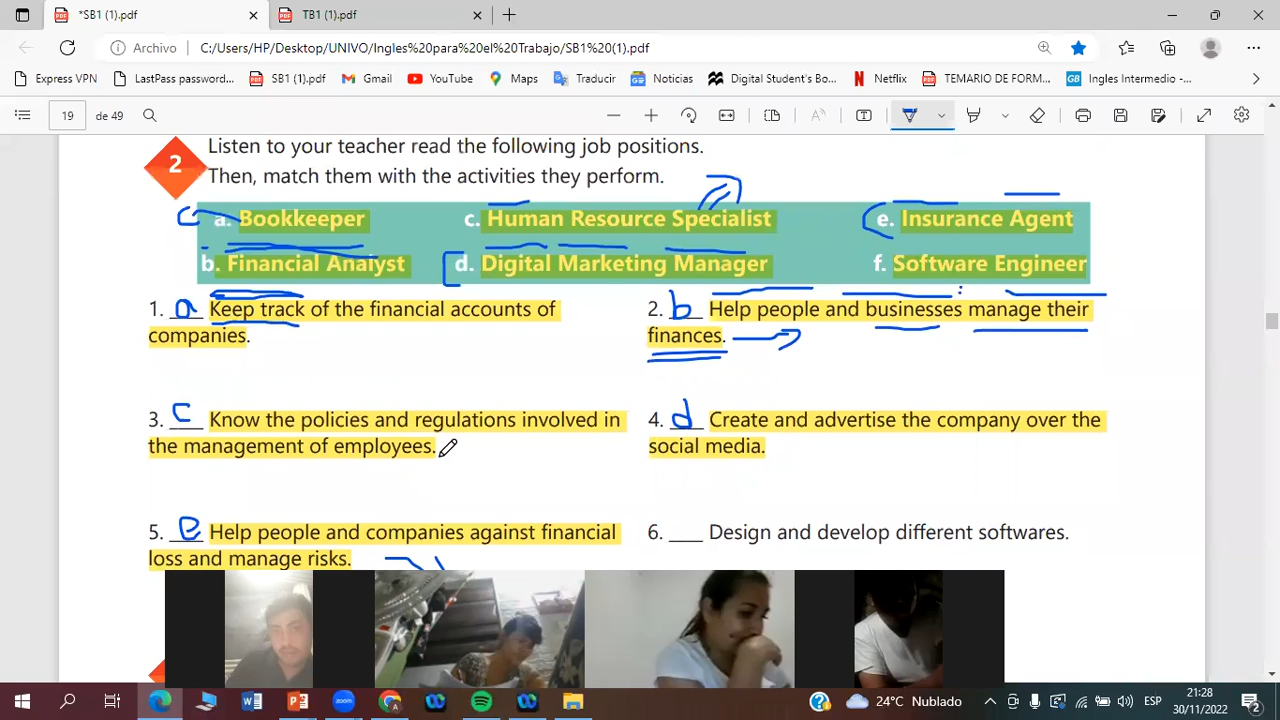 *SB1 (1).pdf
TB1 (1).pdf
Archivo
C:/Users/HP/Desktop/UNIVO/Ingles%20para%20el%20Trabajo/SB1%20(1).pdf
Express VPN
LastPass password...
SB1 (1).pdf
Gmail
YouTube
Maps
Traducir
Noticias
Digital Student's Bo...
Netflix
TEMARIO DE FORM...
Ingles Intermedio -...
19 de 49
2
Listen to your teacher read the following job positions.
Then, match them with the activities they perform.
a. Bookkeeper c. Human Resource Specialist e. Insurance Agent
b. Financial Analyst d. Digital Marketing Manager f. Software Engineer
1. a Keep track of the financial accounts of
companies.
2. b Help people and businesses manage their
finances.
3. c Know the policies and regulations involved in
the management of employees.
4. d Create and advertise the company over the
social media.
5. e Help people and companies against financial
loss and manage risks.
6. ___ Design and develop different softwares.
24°C Nublado
ESP
21:28
30/11/2022
2